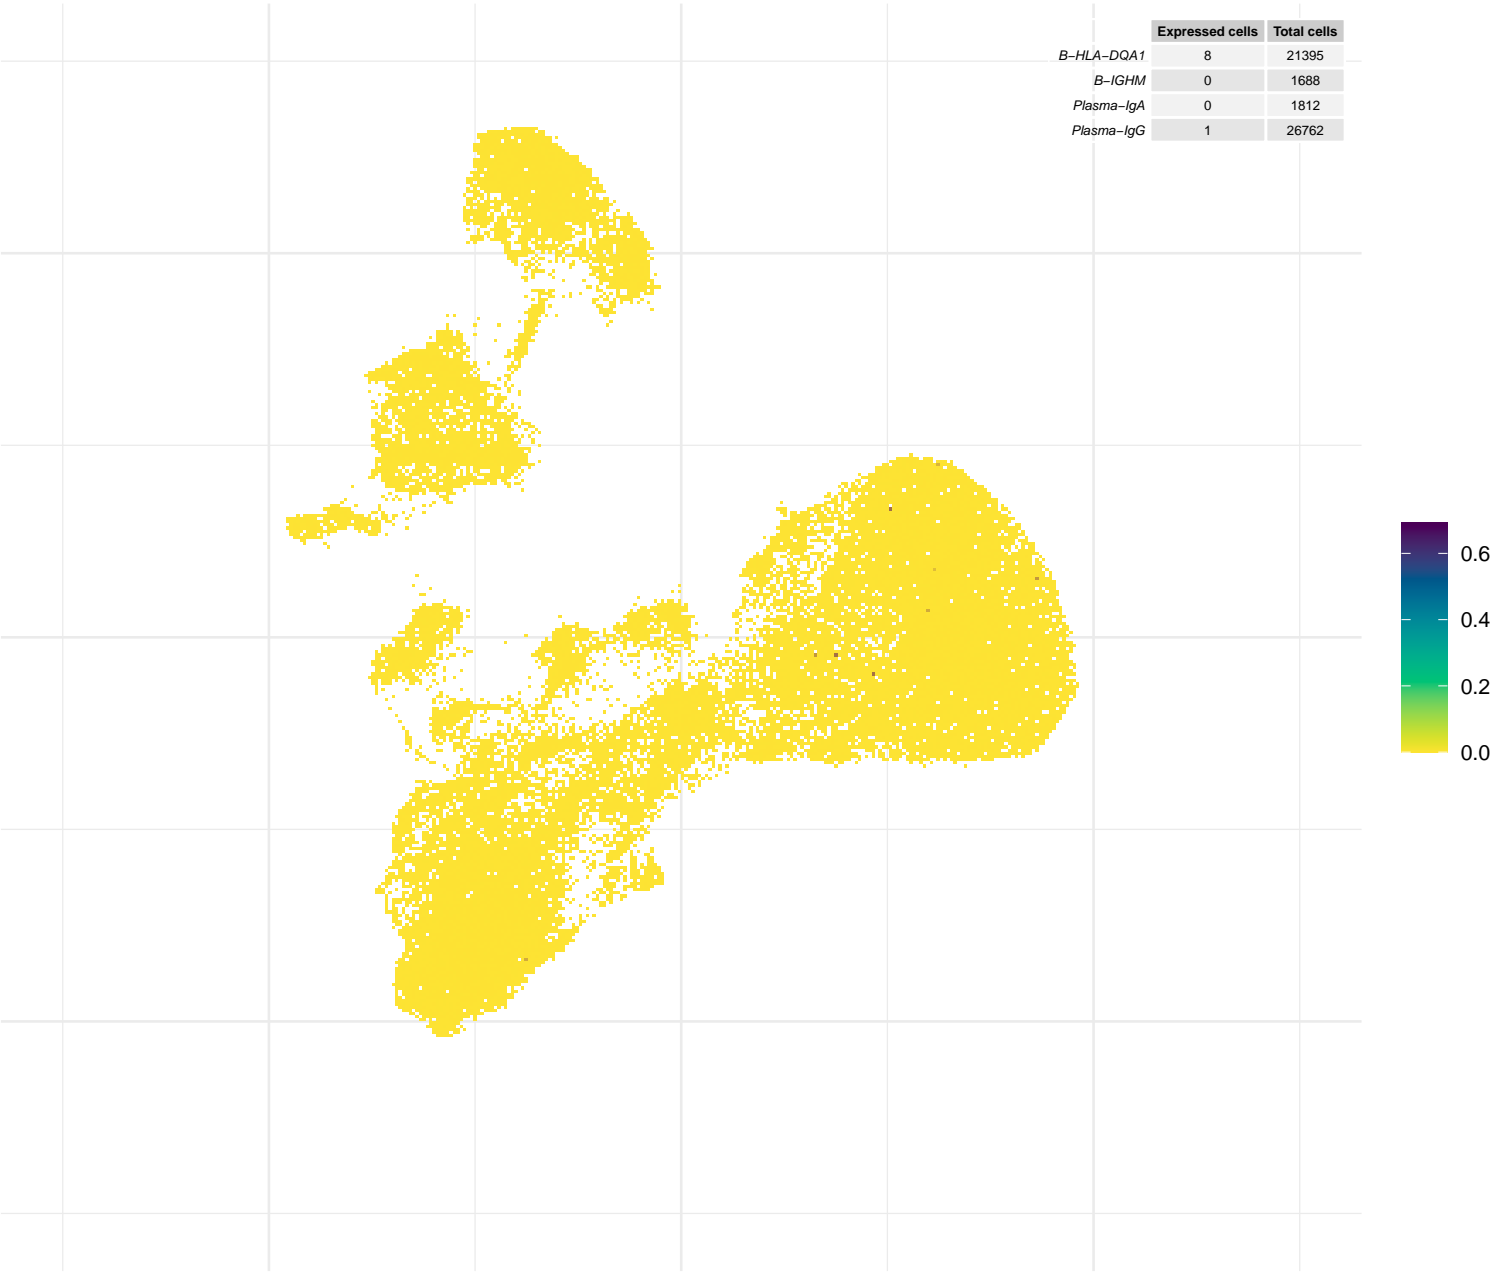 Expressed cells Total cells
B-HLA-DQA1 8 21395
B-IGHM 0 1688
Plasma-IgA 0 1812
Plasma-IgG 1 26762
0.6
0.4
0.2
0.0